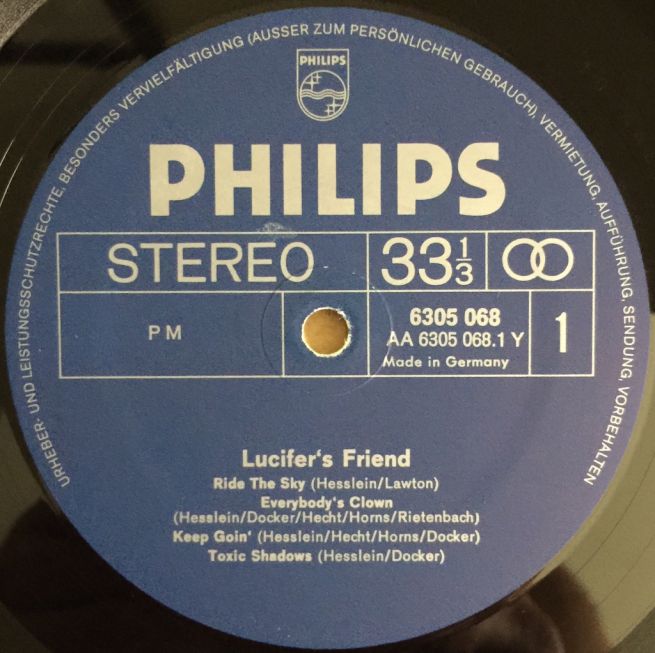 URHEBER- UND LEISTUNGSSCHUTZRECHTE, BESONDERS VERVIELFÄLTIGUNG (AUSSER ZUM PERSÖNLICHEN GEBRAUCH), VERMIETUNG, AUFFÜHRUNG, SENDUNG, VORBEHALTEN
PHILIPS
PHILIPS
STEREO 33 1/3
PM
6305 068
AA 6305 068.1 Y
Made in Germany
1
Lucifer's Friend
Ride The Sky (Hesslein/Lawton)
Everybody's Clown
(Hesslein/Docker/Hecht/Horns/Rietenbach)
Keep Goin' (Hesslein/Hecht/Horns/Docker)
Toxic Shadows (Hesslein/Docker)